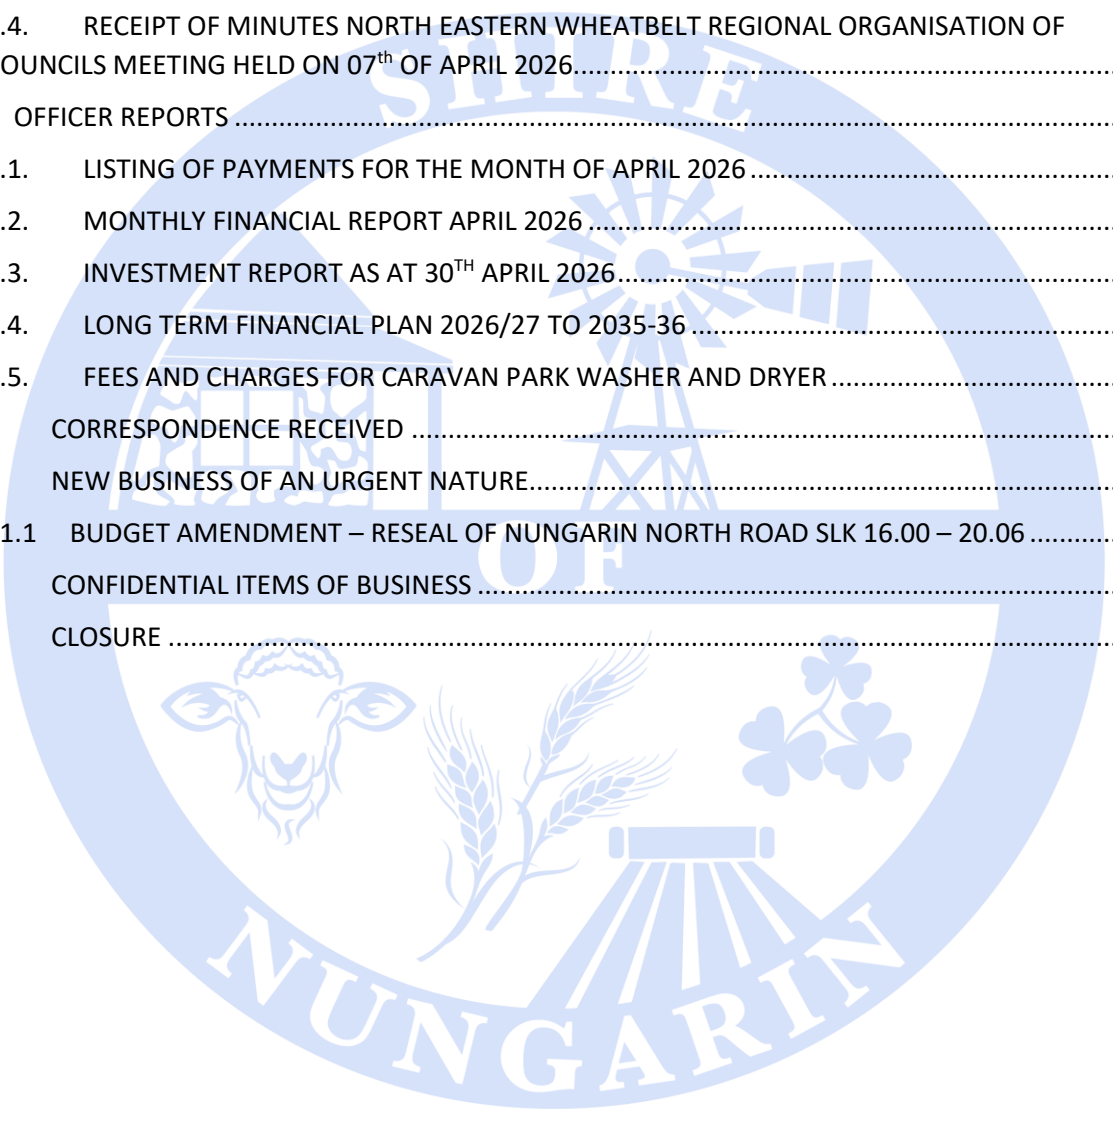 .4. RECEIPT OF MINUTES NORTH EASTERN WHEATBELT REGIONAL ORGANISATION OF
OUNCILS MEETING HELD ON 07th OF APRIL 2026..............................
OFFICER REPORTS..............................
.1. LISTING OF PAYMENTS FOR THE MONTH OF APRIL 2026..............................
.2. MONTHLY FINANCIAL REPORT APRIL 2026..............................
.3. INVESTMENT REPORT AS AT 30TH APRIL 2026..............................
.4. LONG TERM FINANCIAL PLAN 2026/27 TO 2035-36..............................
.5. FEES AND CHARGES FOR CARAVAN PARK WASHER AND DRYER..............................
CORRESPONDENCE RECEIVED..............................
NEW BUSINESS OF AN URGENT NATURE..............................
1.1 BUDGET AMENDMENT – RESEAL OF NUNGARIN NORTH ROAD SLK 16.00 – 20.06..............................
CONFIDENTIAL ITEMS OF BUSINESS..............................
CLOSURE..............................
SHIRE
OF
NUNGARIN